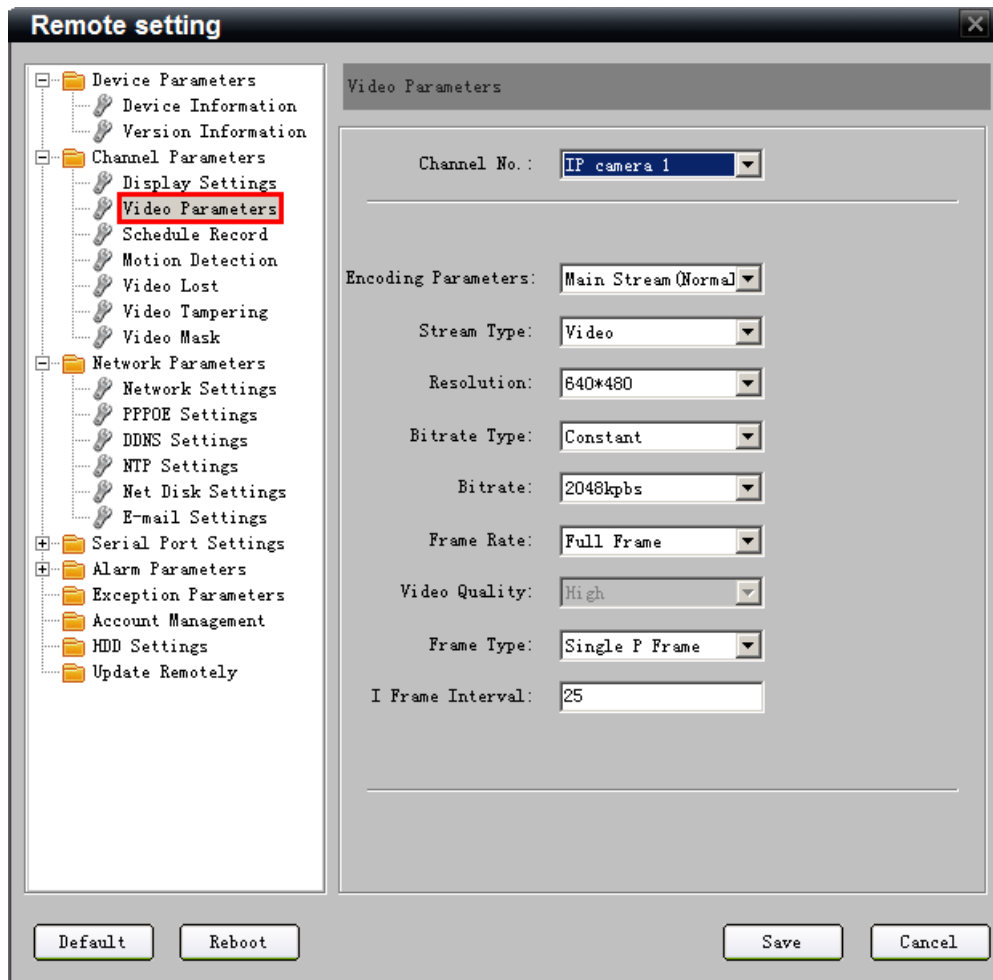 Remote setting
Device Parameters
Device Information
Version Information
Channel Parameters
Display Settings
Video Parameters
Schedule Record
Motion Detection
Video Lost
Video Tampering
Video Mask
Network Parameters
Network Settings
PPPOE Settings
DDNS Settings
NTP Settings
Net Disk Settings
E-mail Settings
Serial Port Settings
Alarm Parameters
Exception Parameters
Account Management
HDD Settings
Update Remotely
Video Parameters
Channel No.: IP camera 1
Encoding Parameters: Main Stream(Normal
Stream Type: Video
Resolution: 640*480
Bitrate Type: Constant
Bitrate: 2048kpbs
Frame Rate: Full Frame
Video Quality: High
Frame Type: Single P Frame
I Frame Interval: 25
Default Reboot Save Cancel